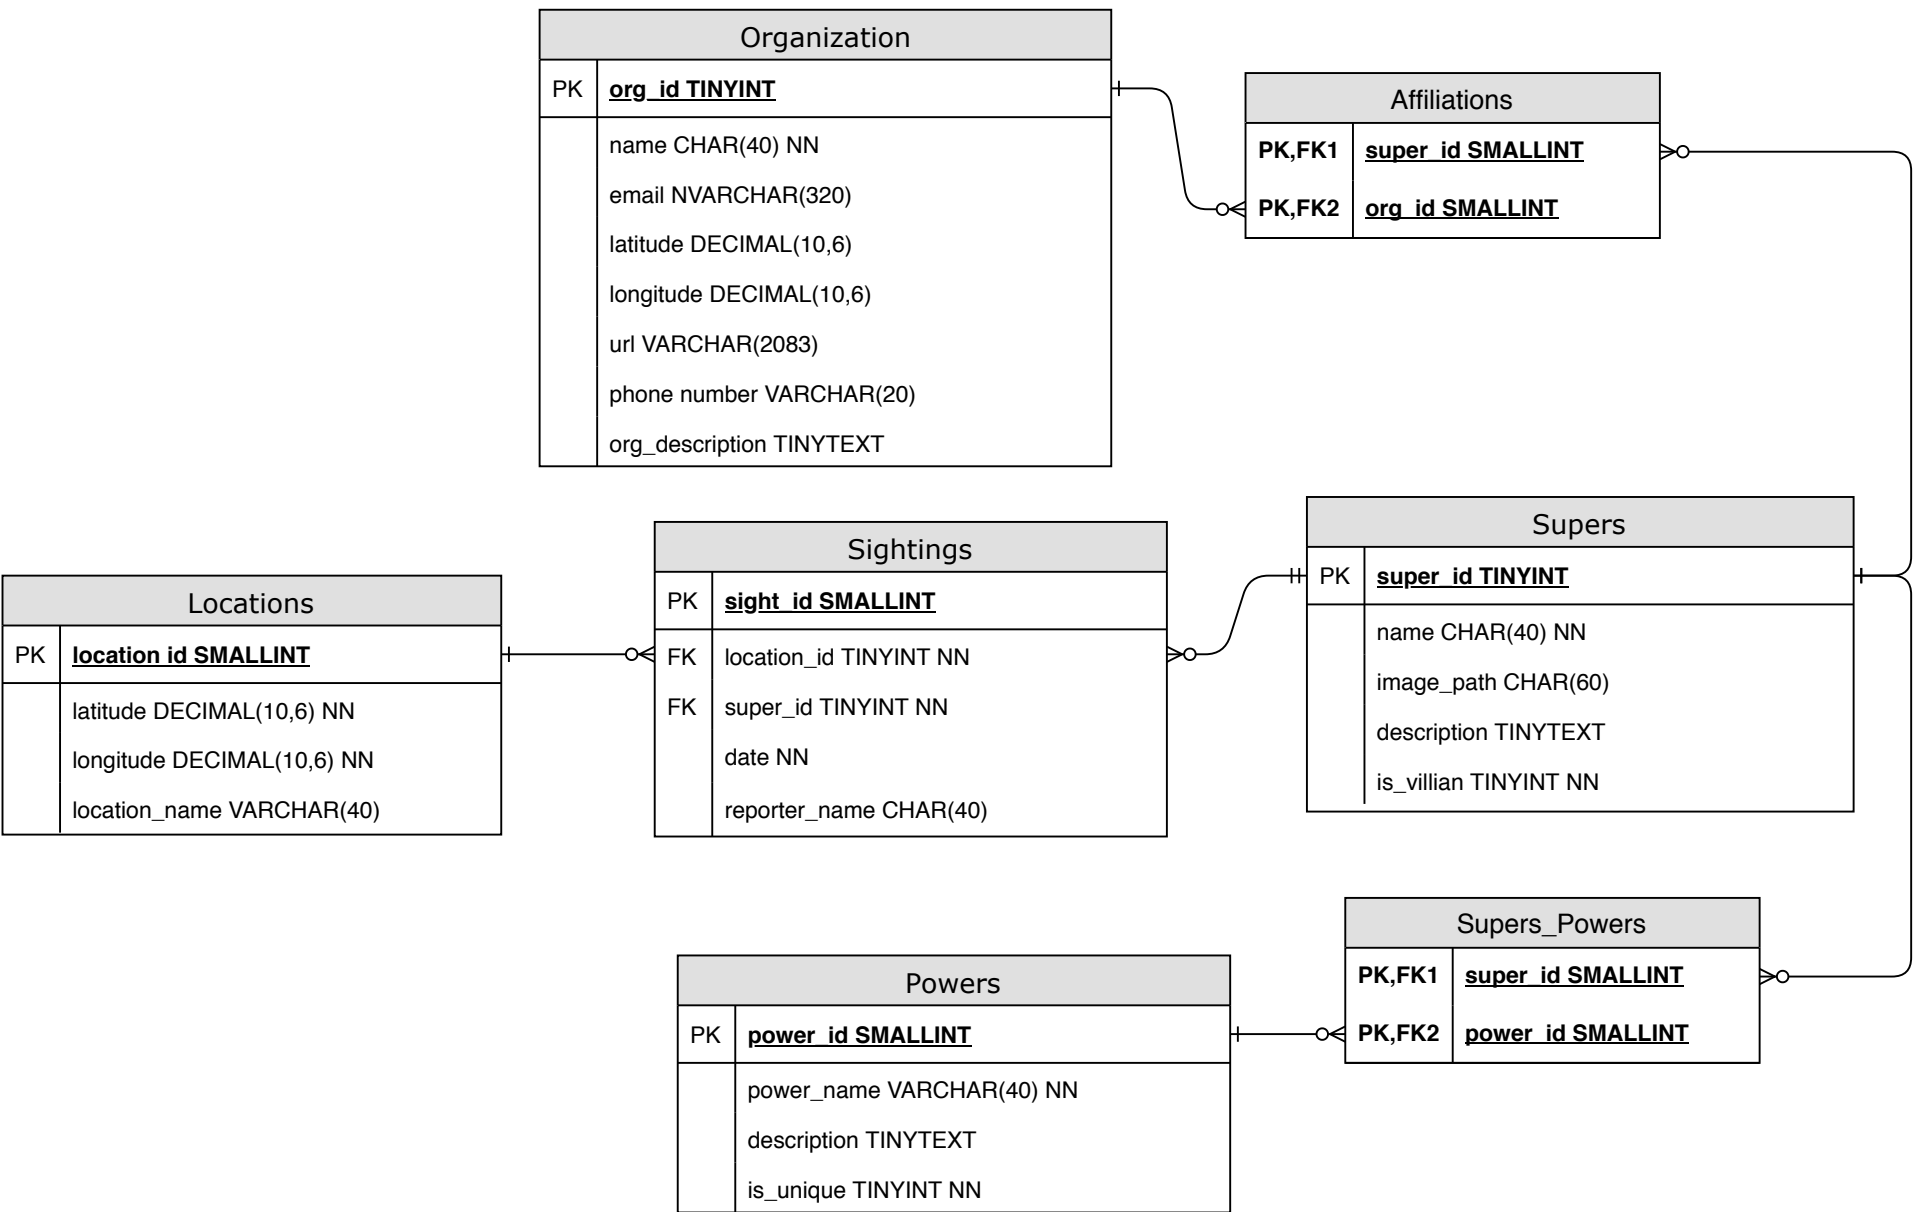 Organization
PK org_id TINYINT
name CHAR(40) NN
email NVARCHAR(320)
latitude DECIMAL(10,6)
longitude DECIMAL(10,6)
url VARCHAR(2083)
phone number VARCHAR(20)
org_description TINYTEXT
Affiliations
PK,FK1 super_id SMALLINT
PK,FK2 org_id SMALLINT
Locations
PK location id SMALLINT
latitude DECIMAL(10,6) NN
longitude DECIMAL(10,6) NN
location_name VARCHAR(40)
Sightings
PK sight_id SMALLINT
FK location_id TINYINT NN
FK super_id TINYINT NN
date NN
reporter_name CHAR(40)
Supers
PK super_id TINYINT
name CHAR(40) NN
image_path CHAR(60)
description TINYTEXT
is_villian TINYINT NN
Powers
PK power_id SMALLINT
power_name VARCHAR(40) NN
description TINYTEXT
is_unique TINYINT NN
Supers_Powers
PK,FK1 super_id SMALLINT
PK,FK2 power_id SMALLINT